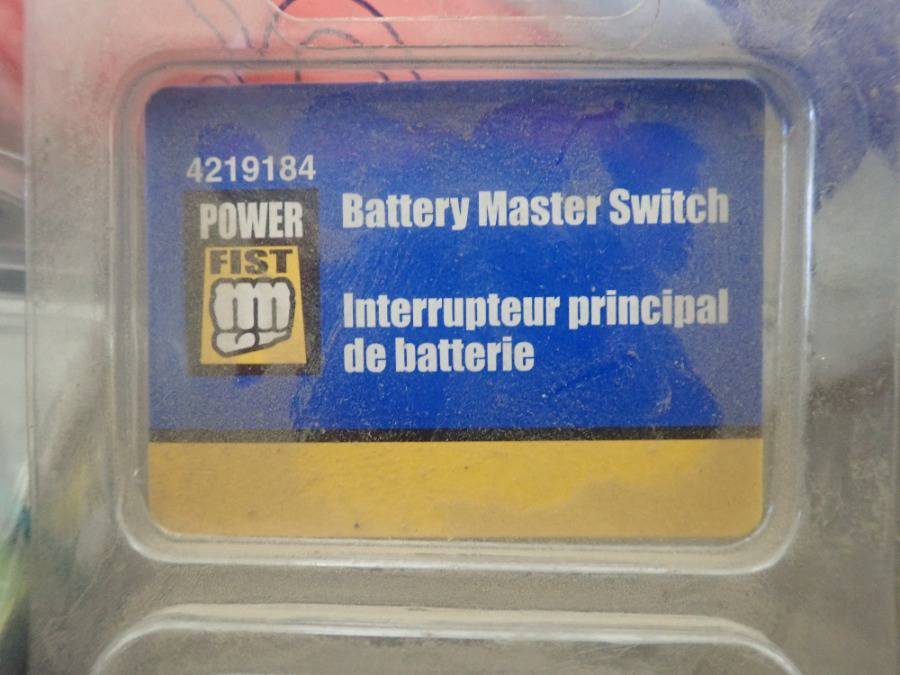 4219184
POWER
FIST
Battery Master Switch
Interrupteur principal
de batterie